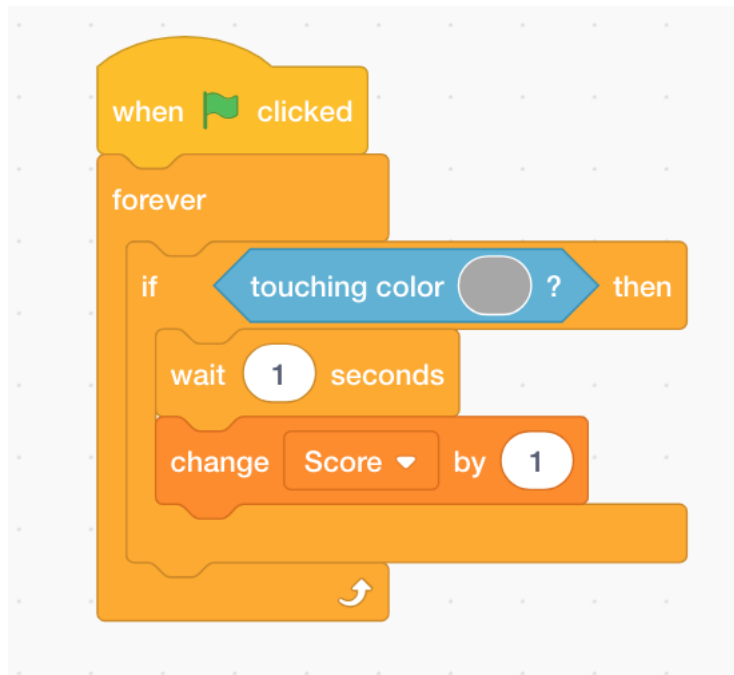 when clicked
forever
if touching color ? then
wait 1 seconds
change Score by 1